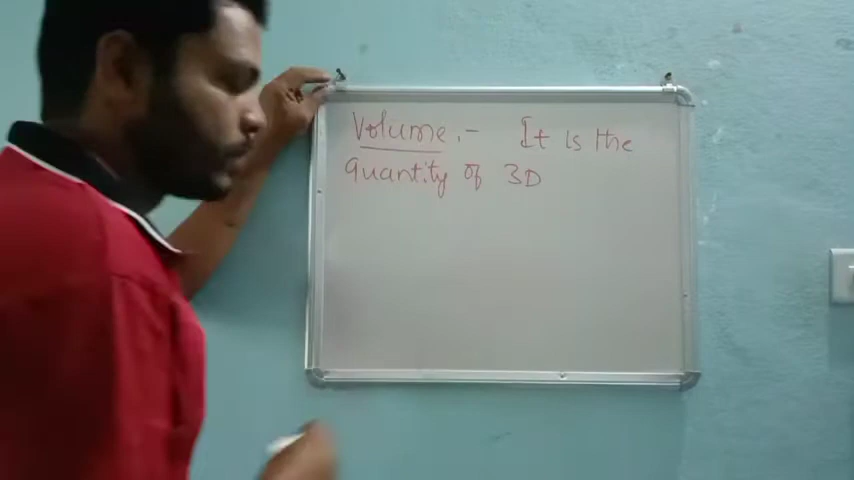 Volume :- It is the
quantity of 3D